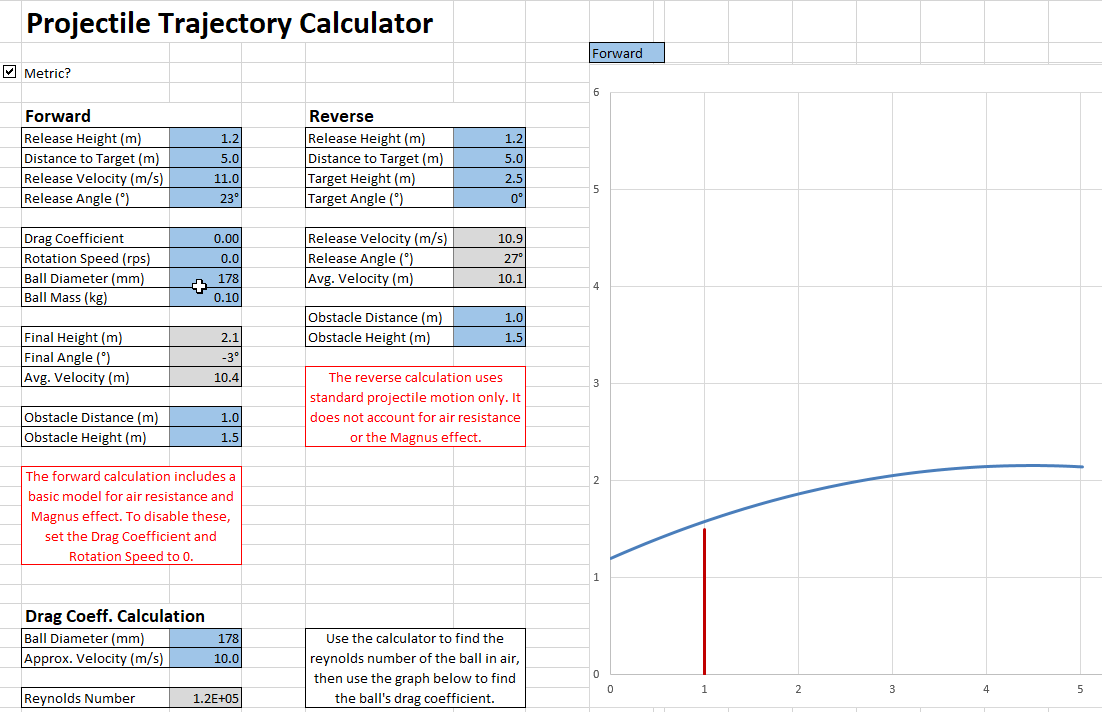 Projectile Trajectory Calculator
Metric?
Forward
Release Height (m) 1.2
Distance to Target (m) 5.0
Release Velocity (m/s) 11.0
Release Angle (°) 23°
Drag Coefficient 0.00
Rotation Speed (rps) 0.0
Ball Diameter (mm) 178
Ball Mass (kg) 0.10
Final Height (m) 2.1
Final Angle (°) -3°
Avg. Velocity (m) 10.4
Obstacle Distance (m) 1.0
Obstacle Height (m) 1.5
The forward calculation includes a
basic model for air resistance and
Magnus effect. To disable these,
set the Drag Coefficient and
Rotation Speed to 0.
Drag Coeff. Calculation
Ball Diameter (mm) 178
Approx. Velocity (m/s) 10.0
Reynolds Number 1.2E+05
Reverse
Release Height (m) 1.2
Distance to Target (m) 5.0
Target Height (m) 2.5
Target Angle (°) 0°
Release Velocity (m/s) 10.9
Release Angle (°) 27°
Avg. Velocity (m) 10.1
Obstacle Distance (m) 1.0
Obstacle Height (m) 1.5
The reverse calculation uses
standard projectile motion only. It
does not account for air resistance
or the Magnus effect.
Use the calculator to find the
reynolds number of the ball in air,
then use the graph below to find
the ball's drag coefficient.
Forward
6
5
4
3
2
1
0
0 1 2 3 4 5